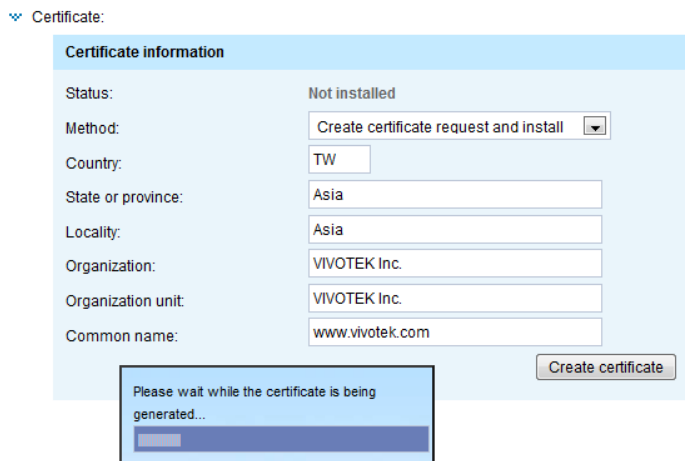 Certificate:
Certificate information
Status: Not installed
Method: Create certificate request and install
Country: TW
State or province: Asia
Locality: Asia
Organization: VIVOTEK Inc.
Organization unit: VIVOTEK Inc.
Common name: www.vivotek.com
Create certificate
Please wait while the certificate is being
generated...